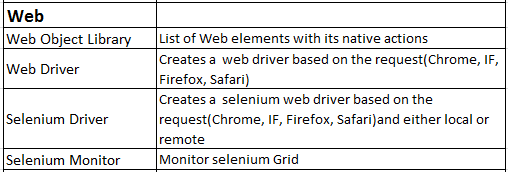 Web
Web Object Library List of Web elements with its native actions
Web Driver Creates a  web driver based on the request(Chrome, IF,
Firefox, Safari)
Selenium Driver Creates a  selenium web driver based on the
request(Chrome, IF, Firefox, Safari)and either local or
remote
Selenium Monitor Monitor selenium Grid